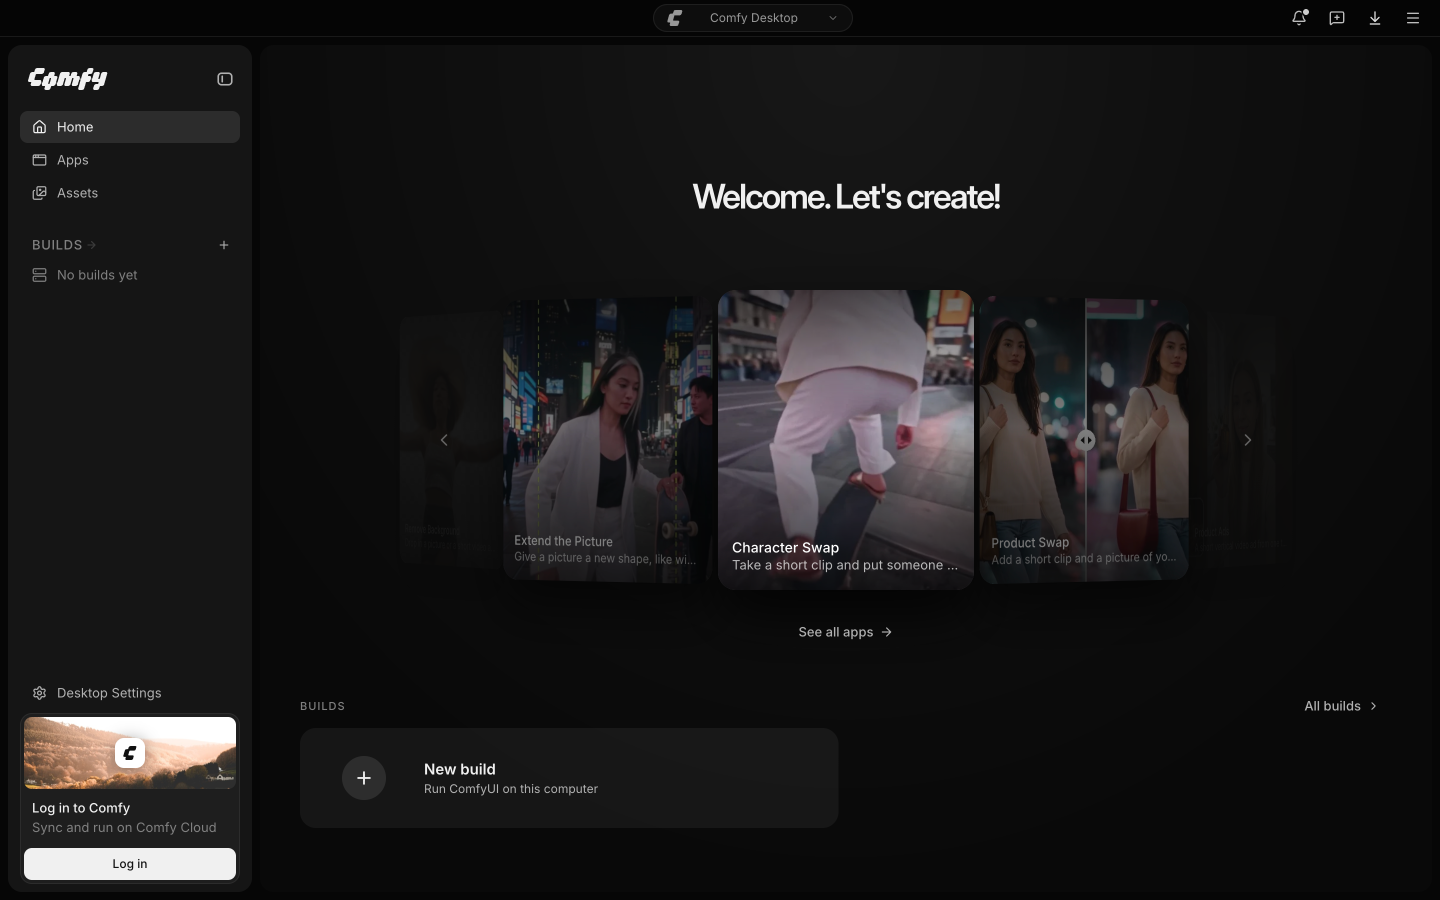 Comfy Desktop
Comfy
Home
Apps
Assets
BUILDS
No builds yet
Welcome. Let's create!
Extend the Picture
Give a picture a new shape, like wi...
Character Swap
Take a short clip and put someone ...
Product Swap
Add a short clip and a picture of yo...
See all apps
BUILDS
All builds
New build
Run ComfyUI on this computer
Desktop Settings
Log in to Comfy
Sync and run on Comfy Cloud
Log in